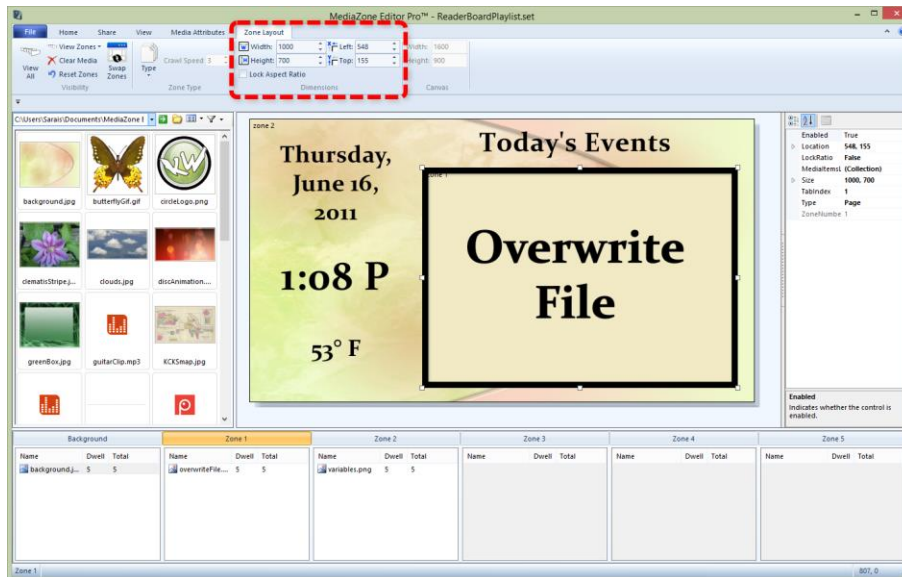 MediaZone Editor Pro™ - ReaderBoardPlaylist.set
File Home Share View Media Attributes Zone Layout
View All
View Zones
Clear Media
Reset Zones
Swap Zones
Visibility
Type
Crawl Speed: 3
Zone Type
Width: 1000 Left: 548
Height: 700 Top: 155
Lock Aspect Ratio
Dimensions
Width: 1600
Height: 900
Canvas
C:\Users\Sarais\Documents\MediaZone
background.jpg butterflyGif.gif circleLogo.png
clematisStripe.j... clouds.jpg discAnimation....
greenBox.jpg guitarClip.mp3 KCKSmap.jpg
zone 2
Thursday,
June 16,
2011
1:08 P
53° F
Today's Events
zone 1
Overwrite
File
Enabled True
Location 548, 155
LockRatio False
MediaItemsL (Collection)
Size 1000, 700
TabIndex 1
Type Page
ZoneNumbe 1
Enabled
Indicates whether the control is
enabled.
Background Zone 1 Zone 2 Zone 3 Zone 4 Zone 5
Name Dwell Total Name Dwell Total Name Dwell Total Name Dwell Total Name Dwell Total Name Dwell Total
background.j... 5 5 overwriteFile.... 5 5 variables.png 5 5
Zone 1 807, 0